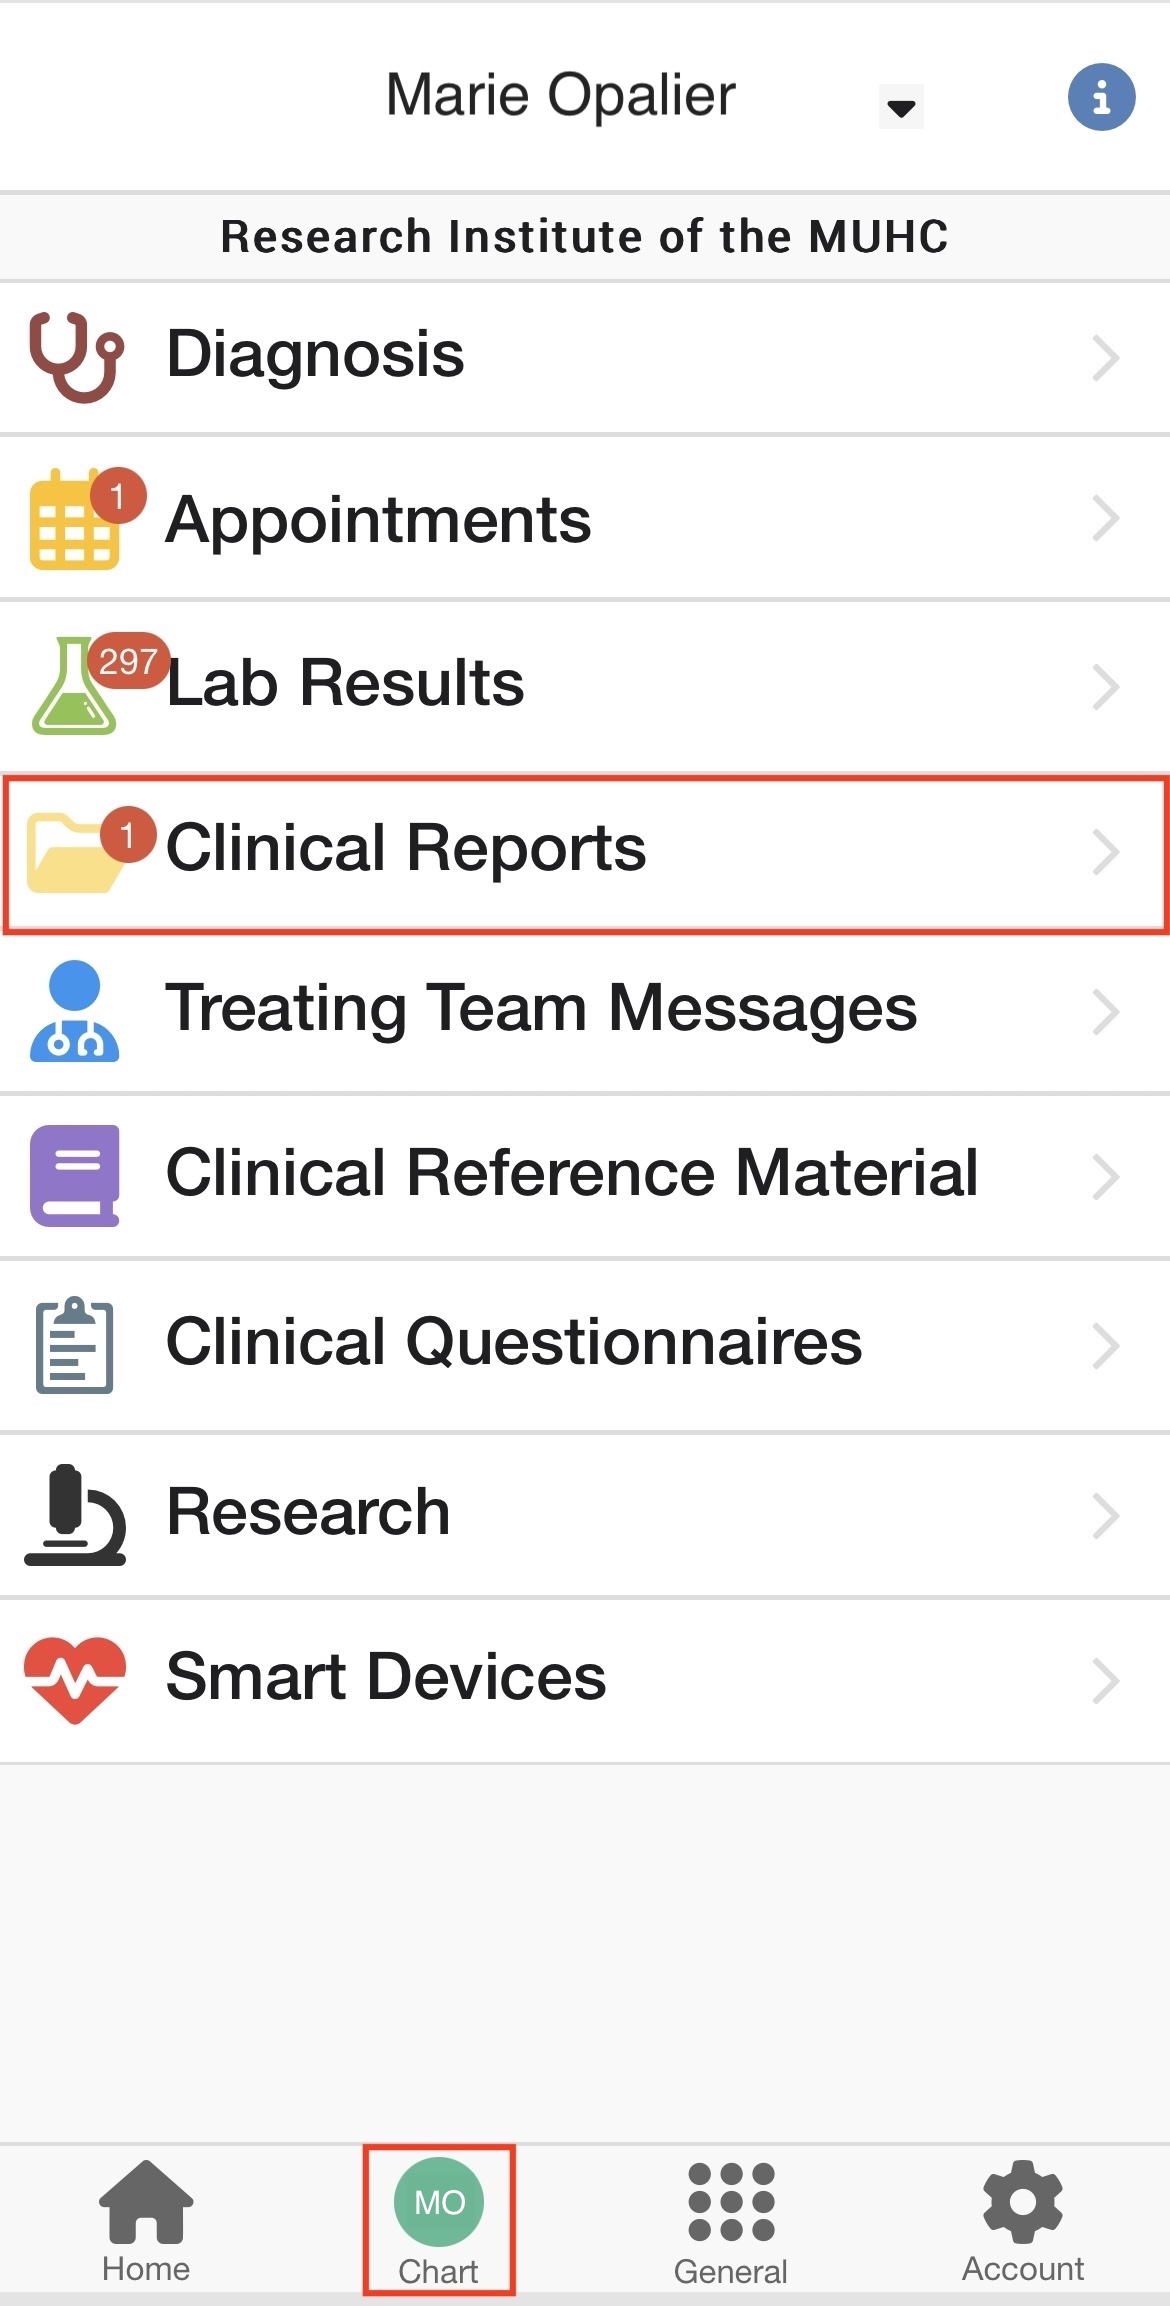 Marie Opalier
Research Institute of the MUHC
Diagnosis
1
Appointments
297
Lab Results
1
Clinical Reports
Treating Team Messages
Clinical Reference Material
Clinical Questionnaires
Research
Smart Devices
MO
Home
Chart
General
Account